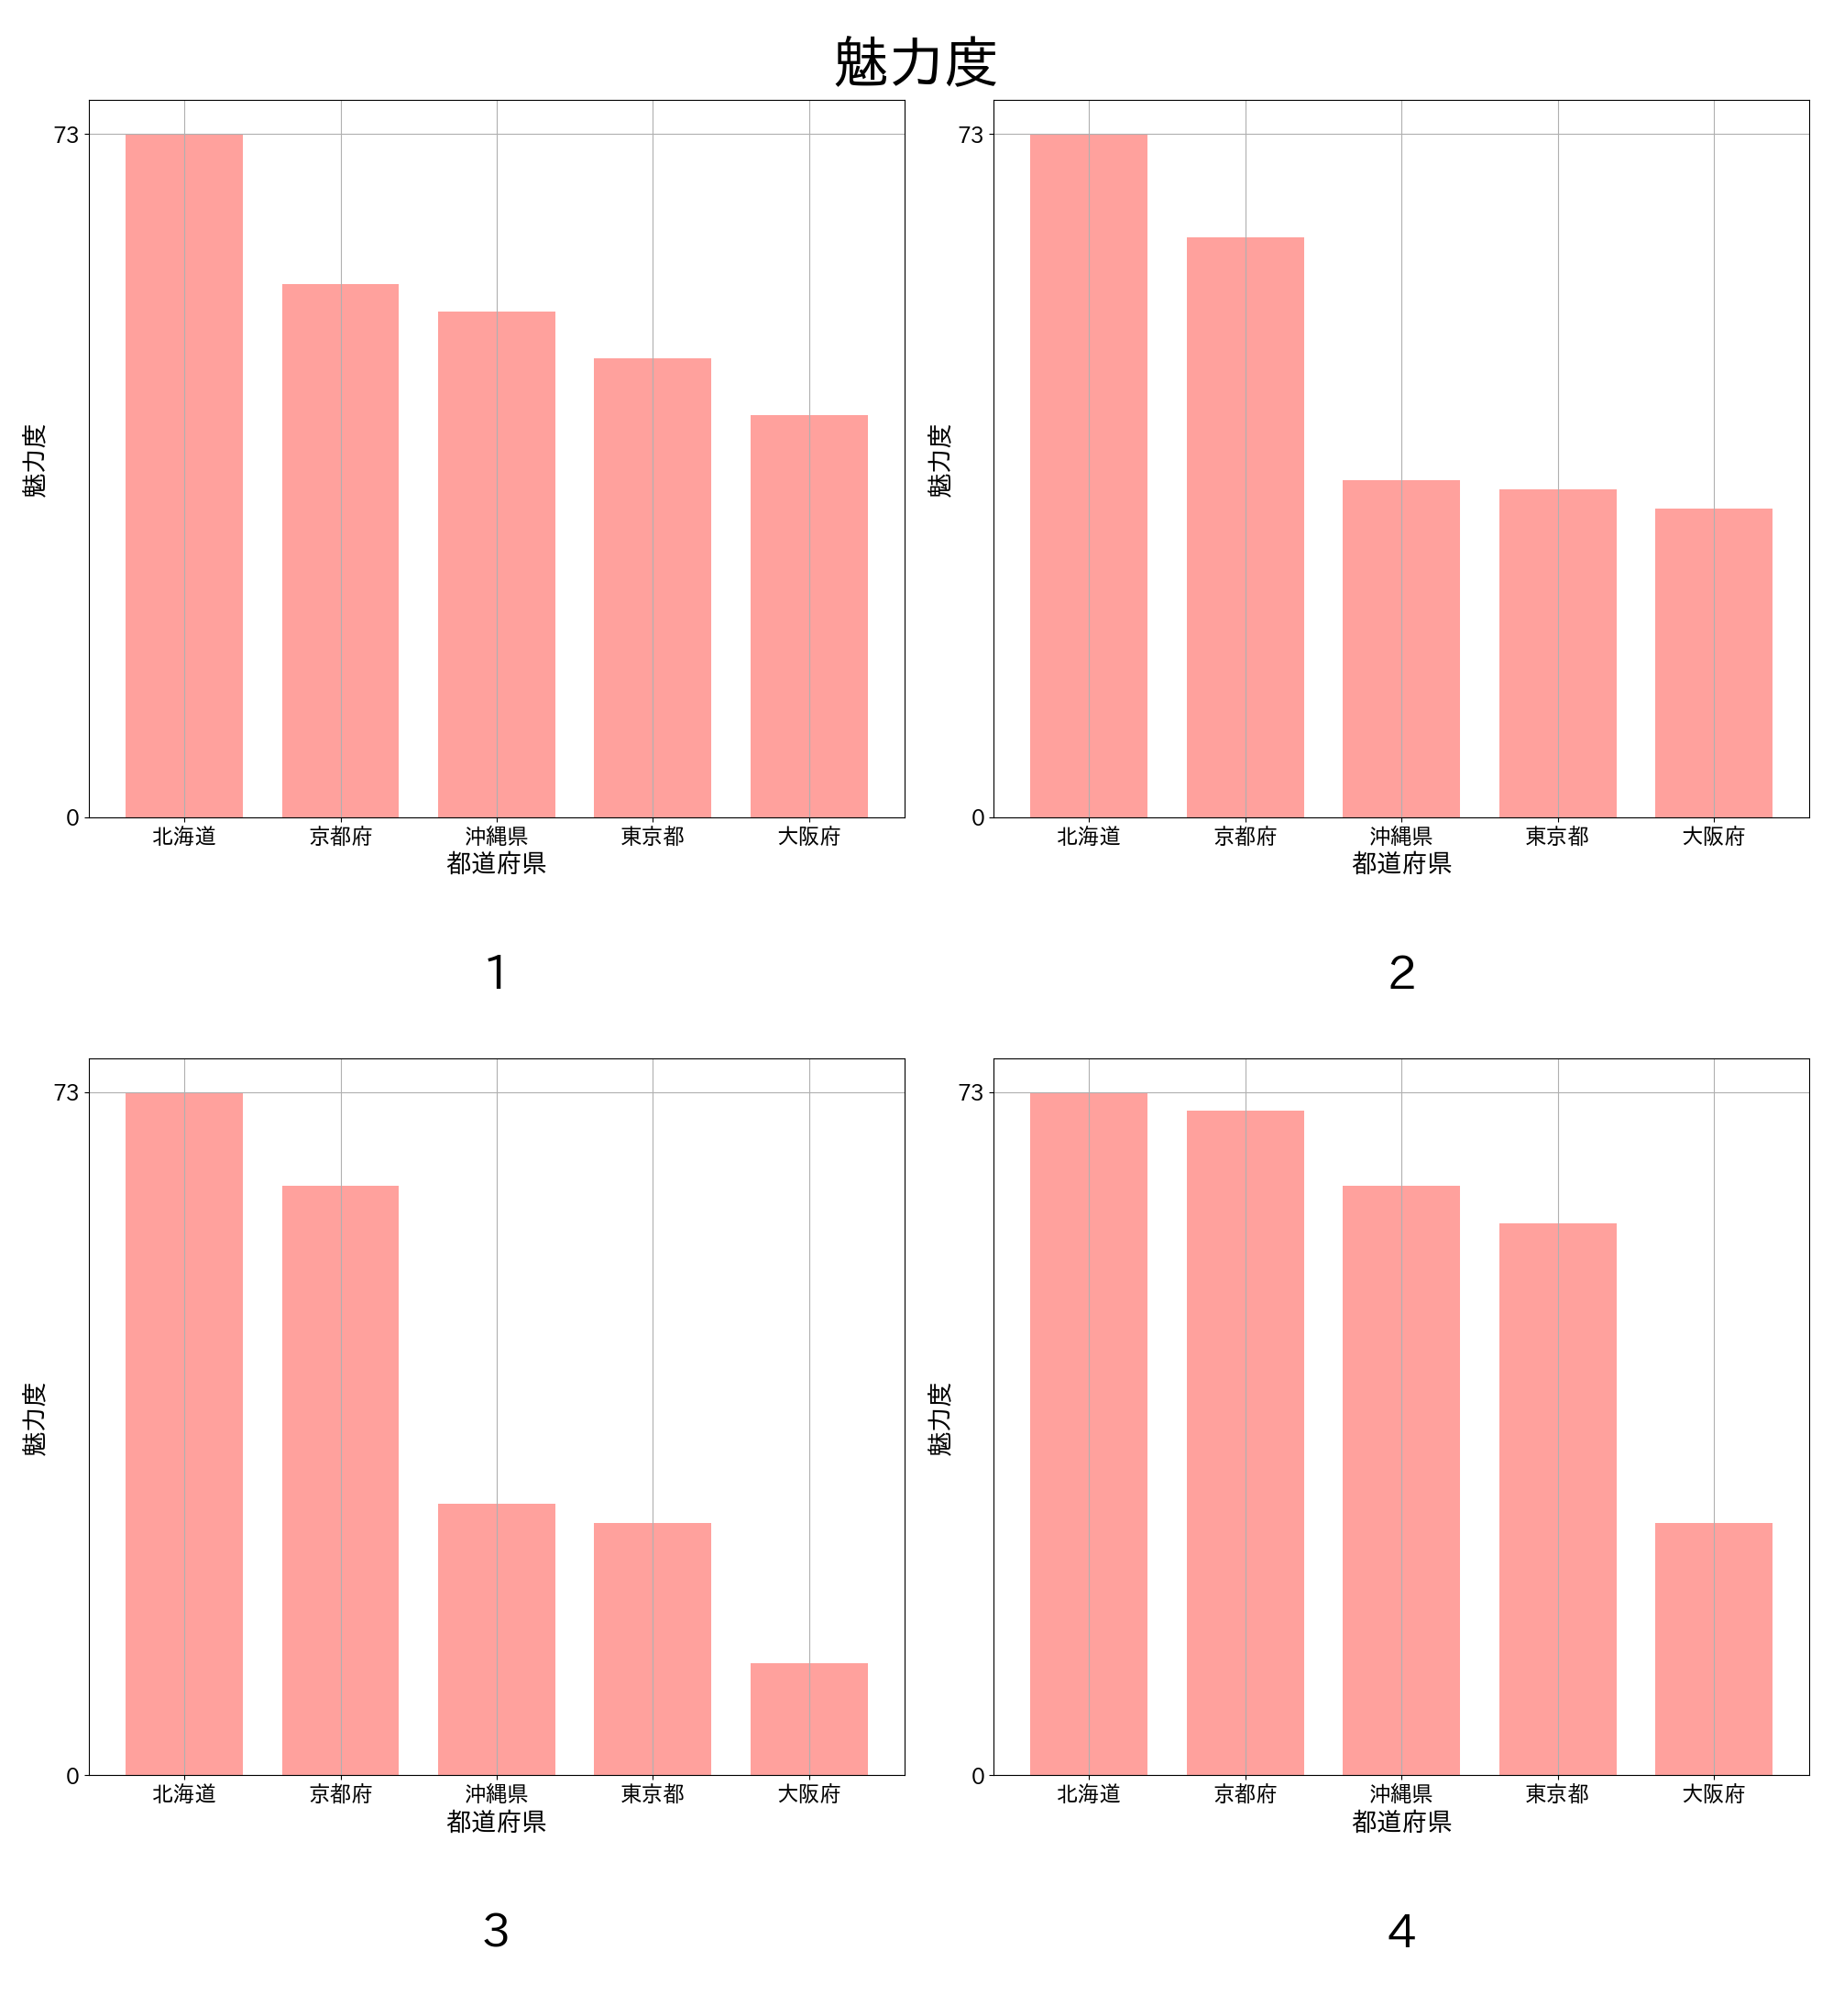 魅力度
73
0
魅力度
北海道 京都府 沖縄県 東京都 大阪府
都道府県
1
73
0
魅力度
北海道 京都府 沖縄県 東京都 大阪府
都道府県
2
73
0
魅力度
北海道 京都府 沖縄県 東京都 大阪府
都道府県
3
73
0
魅力度
北海道 京都府 沖縄県 東京都 大阪府
都道府県
4